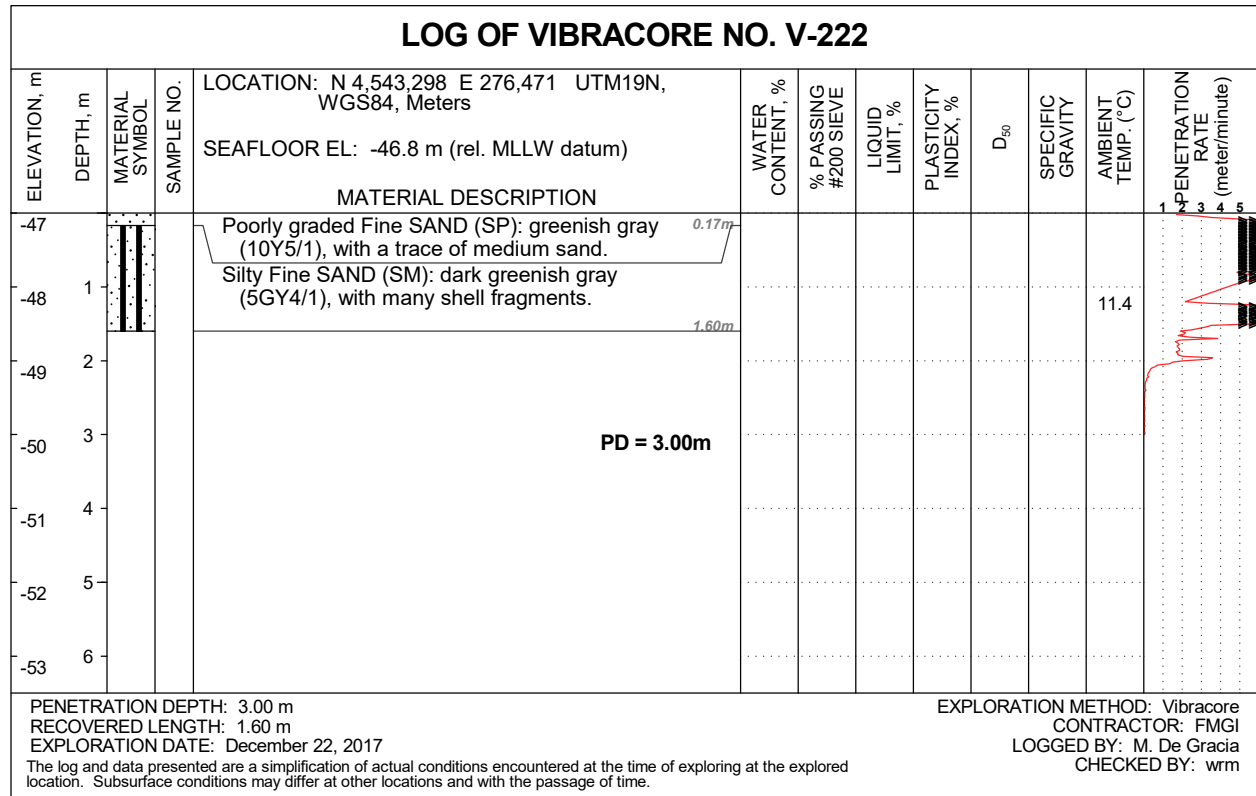 LOG OF VIBRACORE NO. V-222
ELEVATION, m
DEPTH, m
MATERIAL
SYMBOL
SAMPLE NO.
LOCATION: N 4,543,298 E 276,471 UTM19N,
WGS84, Meters
SEAFLOOR EL: -46.8 m (rel. MLLW datum)
MATERIAL DESCRIPTION
WATER
CONTENT, %
% PASSING
#200 SIEVE
LIQUID
LIMIT, %
PLASTICITY
INDEX, %
D50
SPECIFIC
GRAVITY
AMBIENT
TEMP. (°C)
PENETRATION
RATE
(meter/minute)
1 2 3 4 5
-47
Poorly graded Fine SAND (SP): greenish gray
0.17m
(10Y5/1), with a trace of medium sand.
Silty Fine SAND (SM): dark greenish gray
1
(5GY4/1), with many shell fragments.
-48
11.4
1.60m
2
-49
3
-50
PD = 3.00m
4
-51
5
-52
6
-53
PENETRATION DEPTH: 3.00 m
RECOVERED LENGTH: 1.60 m
EXPLORATION DATE: December 22, 2017
The log and data presented are a simplification of actual conditions encountered at the time of exploring at the explored
location. Subsurface conditions may differ at other locations and with the passage of time.
EXPLORATION METHOD: Vibracore
CONTRACTOR: FMGI
LOGGED BY: M. De Gracia
CHECKED BY: wrm